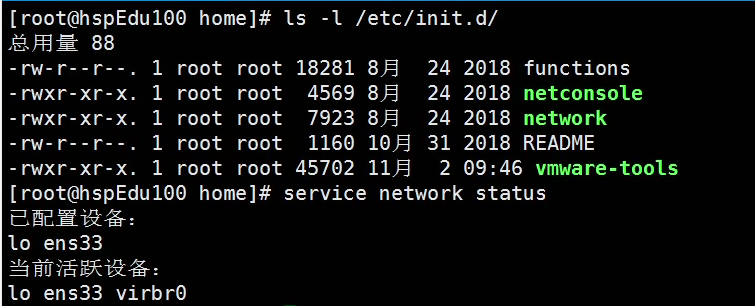 [root@hspEdu100 home]# ls -l /etc/init.d/
总用量 88
-rw-r--r--. 1 root root 18281 8月  24 2018 functions
-rwxr-xr-x. 1 root root  4569 8月  24 2018 netconsole
-rwxr-xr-x. 1 root root  7923 8月  24 2018 network
-rw-r--r--. 1 root root  1160 10月 31 2018 README
-rwxr-xr-x. 1 root root 45702 11月  2 09:46 vmware-tools
[root@hspEdu100 home]# service network status
已配置设备：
lo ens33
当前活跃设备：
lo ens33 virbr0